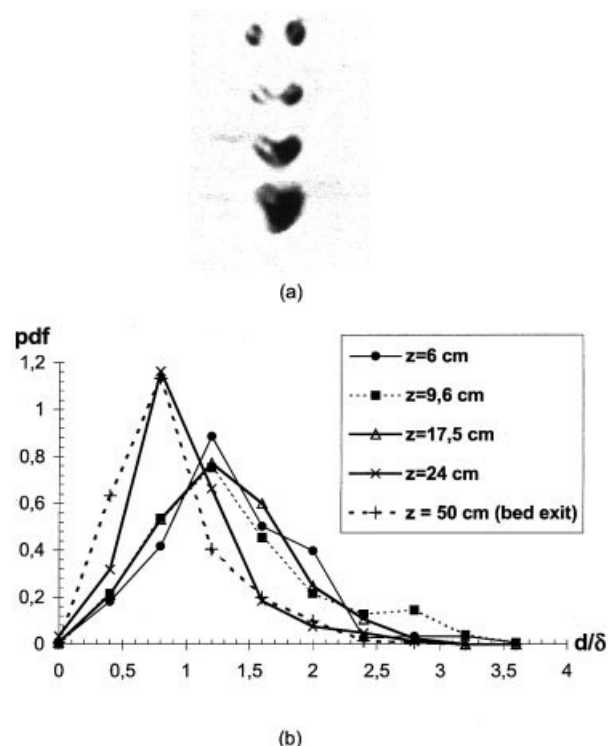 (a)
pdf
1,2
1
0,8
0,6
0,4
0,2
0
0 0,5 1 1,5 2 2,5 3 3,5 4
d/δ
z=6 cm
z=9,6 cm
z=17,5 cm
z=24 cm
z = 50 cm (bed exit)
(b)